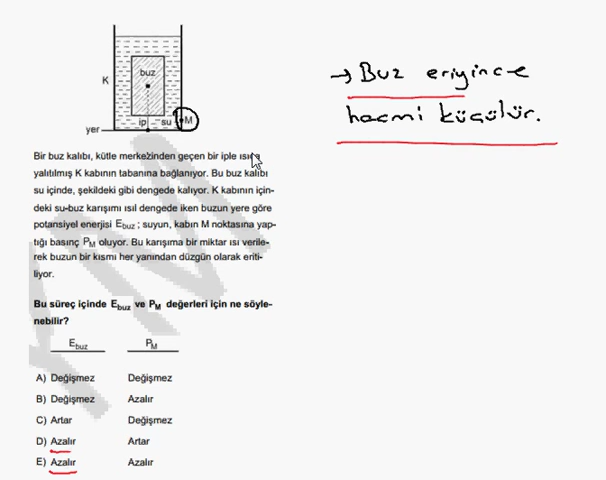 K
buz
ip
su
M
yer
→ Buz eriyince
hacmi küçülür.
Bir buz kalıbı, kütle merkezinden geçen bir iple ısıca
yalıtılmış K kabının tabanına bağlanıyor. Bu buz kalıbı
su içinde, şekildeki gibi dengede kalıyor. K kabının için-
deki su-buz karışımı ısıl dengede iken buzun yere göre
potansiyel enerjisi Ebuz ; suyun, kabın M noktasına yap-
tığı basınç PM oluyor. Bu karışıma bir miktar ısı verile-
rek buzun bir kısmı her yanından düzgün olarak eriti-
liyor.
Bu süreç içinde Ebuz ve PM değerleri için ne söyle-
nebilir?
Ebuz PM
A) Değişmez Değişmez
B) Değişmez Azalır
C) Artar Değişmez
D) Azalır Artar
E) Azalır Azalır